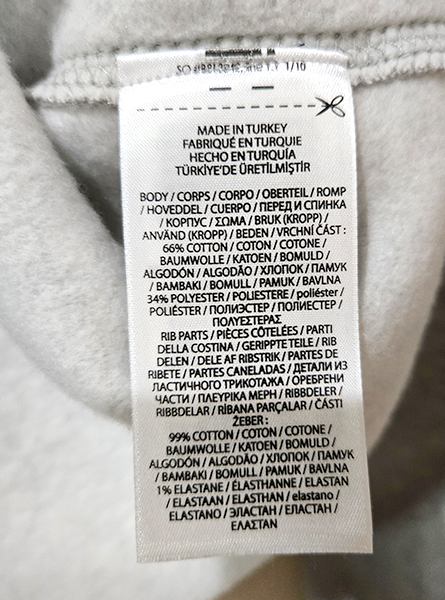 MADE IN TURKEY
FABRIQUÉ EN TURQUIE
HECHO EN TURQUÍA
TÜRKİYE'DE ÜRETİLMİŞTİR
BODY / CORPS / CORPO / OBERTEIL / ROMP
/ HOVEDDEL / CUERPO / ПЕРЕД И СПИНКА
/ КОРПУС / ΣΩΜΑ / BRUK (KROPP) /
ANVÄND (KROPP) / BEDEN / VRCHNÍ ČÁST :
66% COTTON / COTON / COTONE /
BAUMWOLLE / KATOEN / BOMULD /
ALGODÓN / ALGODÃO / ХЛОПОК / ПАМУК
/ BAMBAKI / BOMULL / PAMUK / BAVLNA
34% POLYESTER / POLIESTERE / poliéster /
POLIÉSTER / ПОЛИЭСТЕР / ПОЛИЕСТЕР /
ΠΟΛΥΕΣΤΕΡΑΣ
RIB PARTS / PIÈCES CÔTELÉES / PARTI
DELLA COSTINA / GERIPPTE TEILE / RIB
DELEN / DELE AF RIBSTRIK / PARTES DE
RIBETE / PARTES CANELADAS / ДЕТАЛИ ИЗ
ЛАСТИЧНОГО ТРИКОТАЖА / ОРЕБРЕНИ
ЧАСТИ / ΠΛΕΥΡΙΚΑ ΜΕΡΗ / RIBBDELER /
RIBBDELAR / RİBANA PARÇALAR / ČÁSTI
ŽEBER :
99% COTTON / COTON / COTONE /
BAUMWOLLE / KATOEN / BOMULD /
ALGODÓN / ALGODÃO / ХЛОПОК / ПАМУК
/ BAMBAKI / BOMULL / PAMUK / BAVLNA
1% ELASTANE / ÉLASTHANNE / ELASTAN /
ELASTAAN / ELASTHAN / elastano /
ELASTANO / ЭЛАСТАН / ЕЛАСТАН /
ΕΛΑΣΤΑΝ